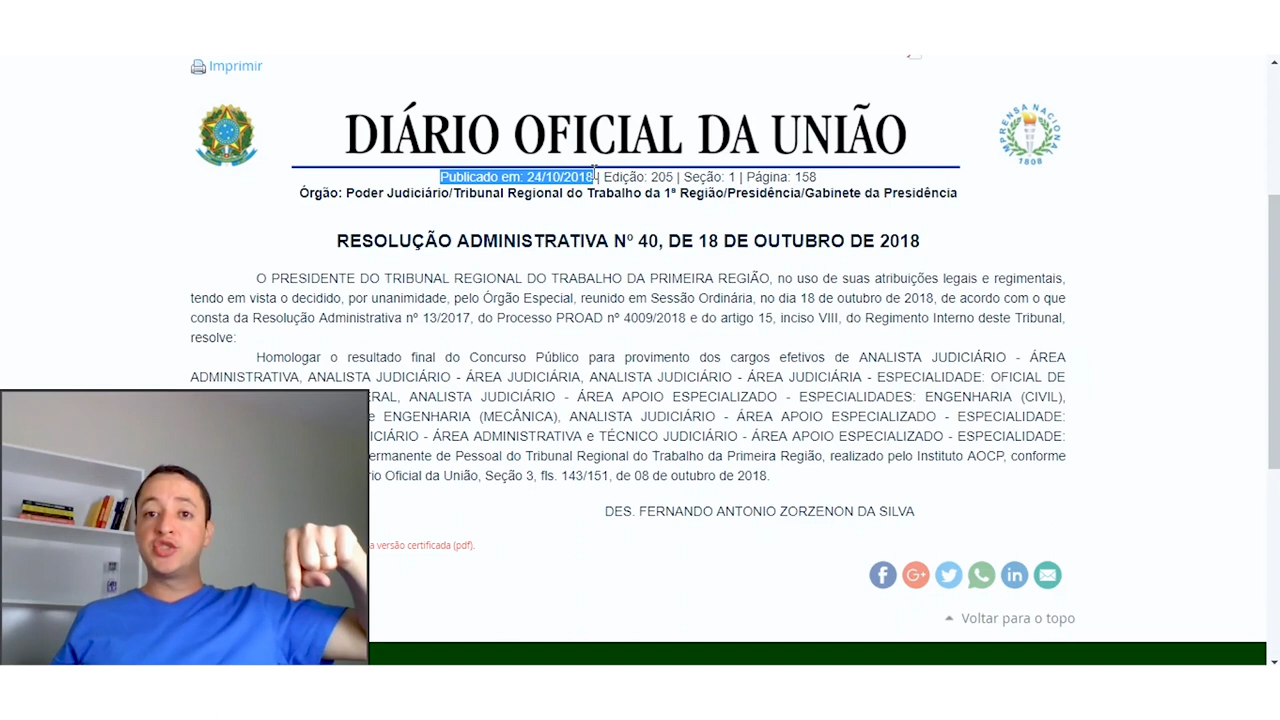 Imprimir
DIÁRIO OFICIAL DA UNIÃO
IMPRENSA NACIONAL
1808
Publicado em: 24/10/2018 | Edição: 205 | Seção: 1 | Página: 158
Órgão: Poder Judiciário/Tribunal Regional do Trabalho da 1ª Região/Presidência/Gabinete da Presidência
RESOLUÇÃO ADMINISTRATIVA Nº 40, DE 18 DE OUTUBRO DE 2018
O PRESIDENTE DO TRIBUNAL REGIONAL DO TRABALHO DA PRIMEIRA REGIÃO, no uso de suas atribuições legais e regimentais,
tendo em vista o decidido, por unanimidade, pelo Órgão Especial, reunido em Sessão Ordinária, no dia 18 de outubro de 2018, de acordo com o que
consta da Resolução Administrativa nº 13/2017, do Processo PROAD nº 4009/2018 e do artigo 15, inciso VIII, do Regimento Interno deste Tribunal,
resolve:
Homologar o resultado final do Concurso Público para provimento dos cargos efetivos de ANALISTA JUDICIÁRIO - ÁREA
ADMINISTRATIVA, ANALISTA JUDICIÁRIO - ÁREA JUDICIÁRIA, ANALISTA JUDICIÁRIO - ÁREA JUDICIÁRIA - ESPECIALIDADE: OFICIAL DE
ERAL, ANALISTA JUDICIÁRIO - ÁREA APOIO ESPECIALIZADO - ESPECIALIDADES: ENGENHARIA (CIVIL),
e ENGENHARIA (MECÂNICA), ANALISTA JUDICIÁRIO - ÁREA APOIO ESPECIALIZADO - ESPECIALIDADE:
ICIÁRIO - ÁREA ADMINISTRATIVA e TÉCNICO JUDICIÁRIO - ÁREA APOIO ESPECIALIZADO - ESPECIALIDADE:
ermanente de Pessoal do Tribunal Regional do Trabalho da Primeira Região, realizado pelo Instituto AOCP, conforme
rio Oficial da União, Seção 3, fls. 143/151, de 08 de outubro de 2018.
DES. FERNANDO ANTONIO ZORZENON DA SILVA
a versão certificada (pdf).
Voltar para o topo